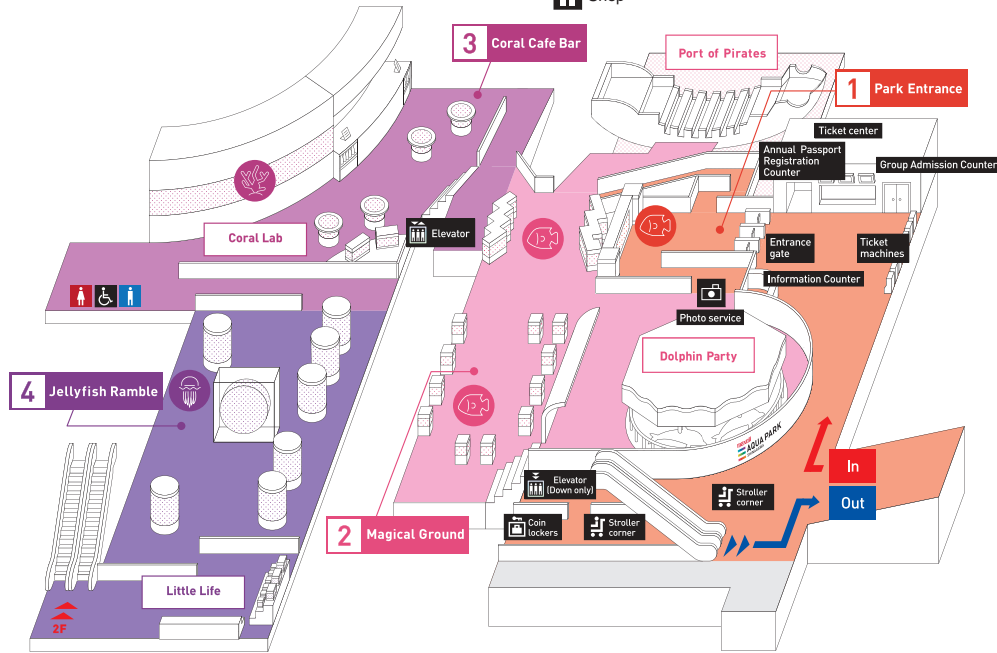 Shop
3 Coral Cafe Bar
Port of Pirates
1 Park Entrance
Ticket center
Annual Passport
Registration
Counter
Group Admission Counter
Coral Lab
Elevator
Entrance
gate
Ticket
machines
Information Counter
Photo service
Dolphin Party
4 Jellyfish Ramble
AQUA PARK
In
Out
Elevator
(Down only)
Stroller
corner
Coin
lockers
Stroller
corner
2 Magical Ground
Little Life
2F